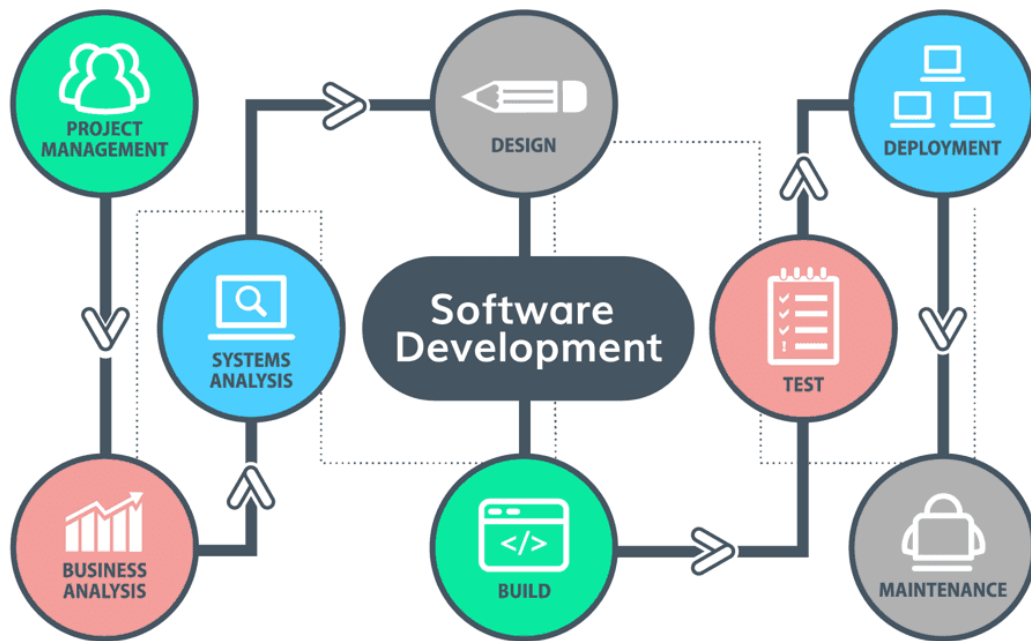 PROJECT
MANAGEMENT
BUSINESS
ANALYSIS
SYSTEMS
ANALYSIS
DESIGN
Software
Development
</>
BUILD
TEST
DEPLOYMENT
MAINTENANCE